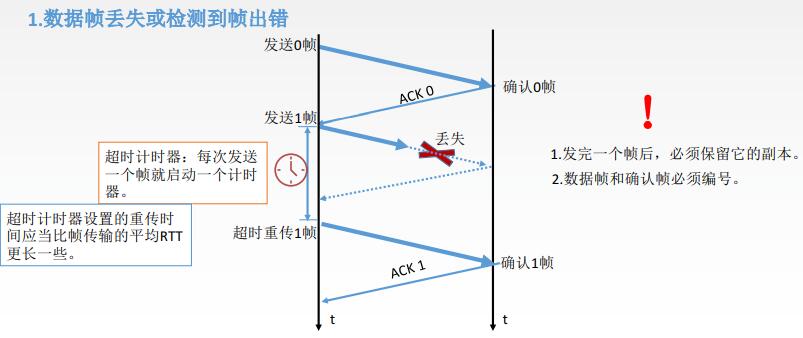 1.数据帧丢失或检测到帧出错
发送0帧
确认0帧
ACK 0
发送1帧
丢失
超时计时器：每次发送
一个帧就启动一个计时
器。
超时计时器设置的重传时
间应当比帧传输的平均RTT
更长一些。
超时重传1帧
确认1帧
ACK 1
t
t
!
1.发完一个帧后，必须保留它的副本。
2.数据帧和确认帧必须编号。